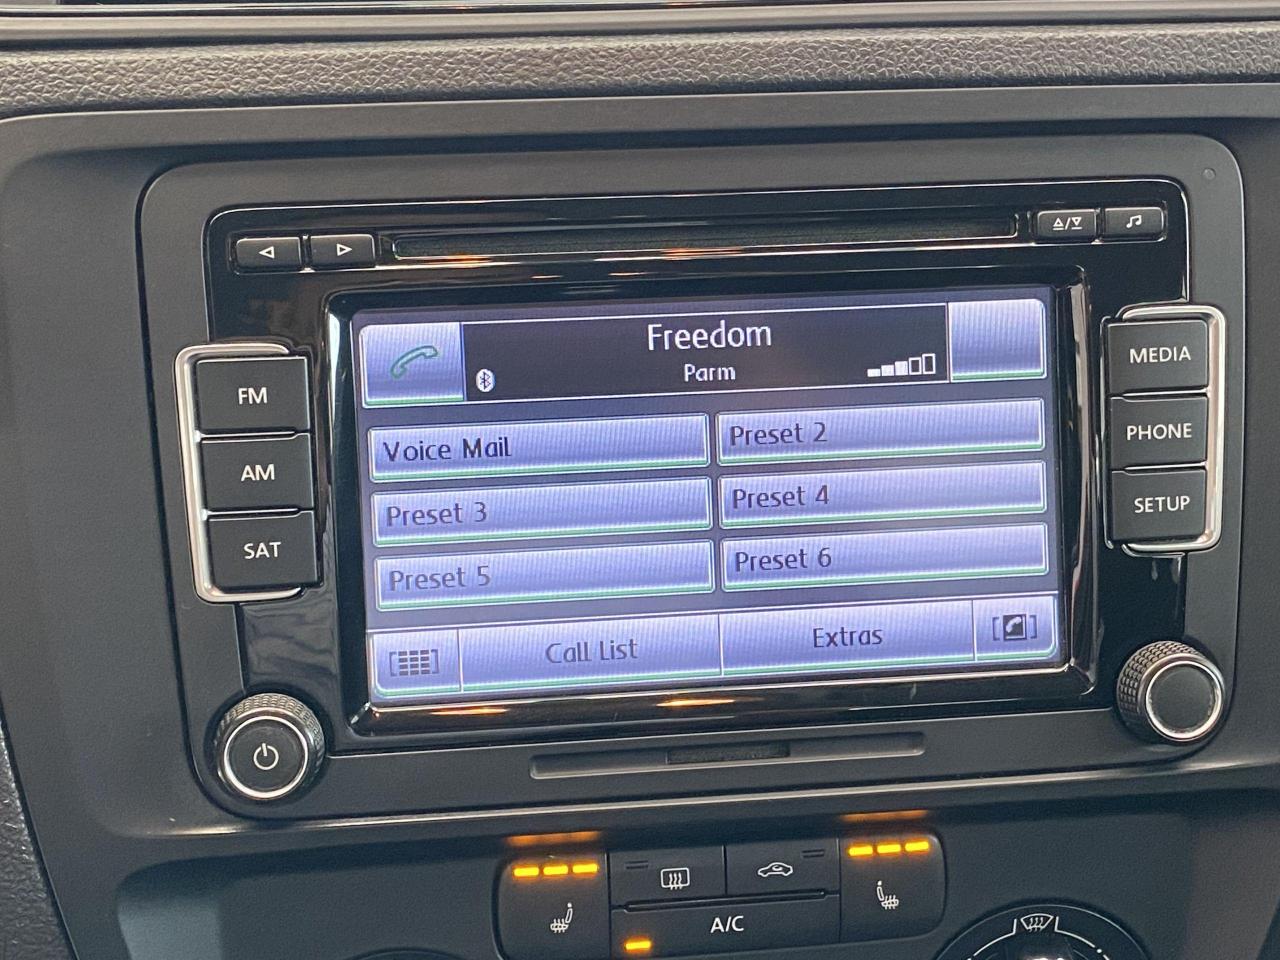 Freedom
Parm
MEDIA
FM
Voice Mail
Preset 2
PHONE
AM
Preset 3
Preset 4
SETUP
SAT
Preset 5
Preset 6
Call List
Extras
A/C